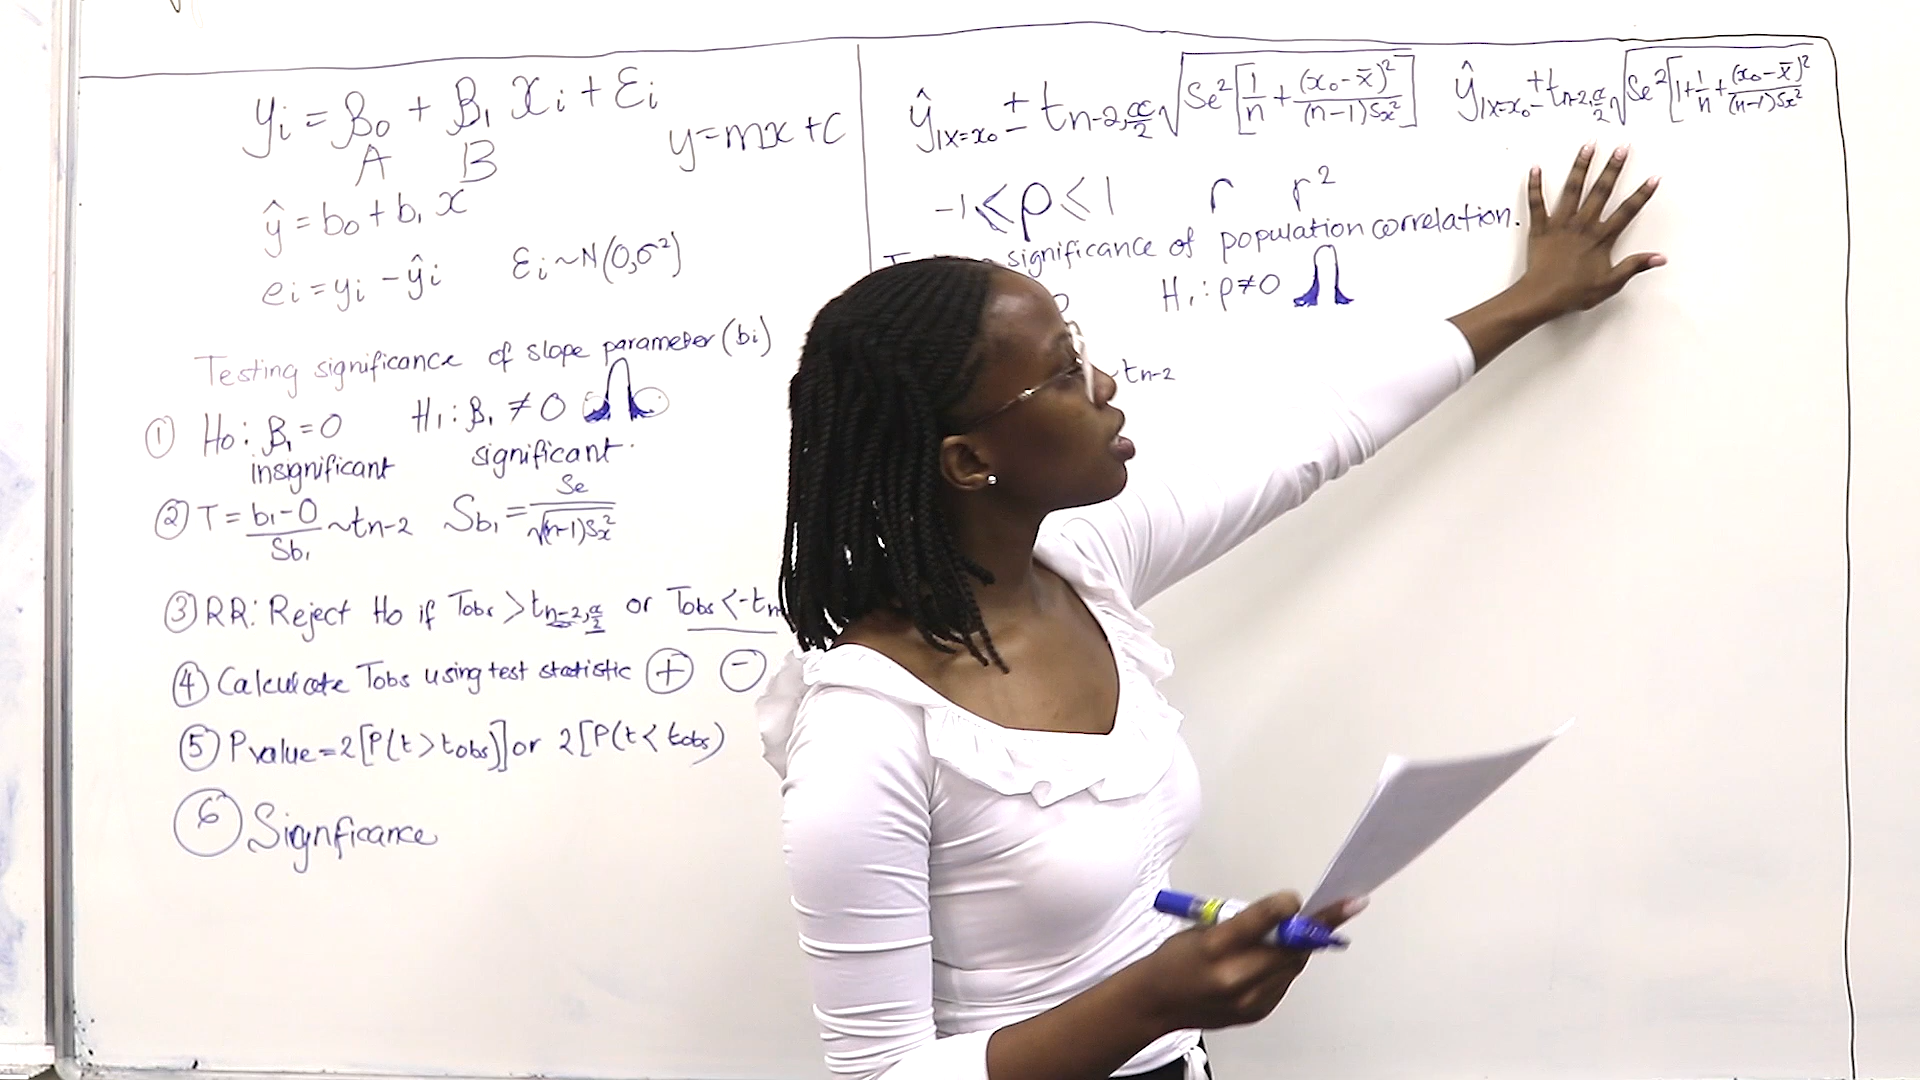 yᵢ = β₀ + β₁ xᵢ + Ɛᵢ
A B
y=mx+c
ŷ = b₀ + b₁ x
eᵢ = yᵢ - ŷᵢ Ɛᵢ ~ N(0,σ²)
Testing significance of slope parameter (bi)
① H₀: β₁ = 0 H₁: β₁ ≠ 0
insignificant significant.
② T = (b₁-0)/Sb₁ ~ tn-2 Sb₁ = Se/√(n-1)Sx²
③ RR: Reject H₀ if Tobs > tn-2,α/2 or Tobs < -tn
④ Calculate Tobs using test statistic ⊕ ⊖
⑤ Pvalue = 2[P(t > tobs)] or 2[P(t < tobs)
⑥ Signficance
ŷ|x=x₀ ± tn-2,α/2 √Se²[1/n + (x₀-x̄)²/(n-1)Sx²]
ŷ|x=x₀ ± tn-2,α/2 √Se²[1+1/n+(x₀-x̄)²/(n-1)Sx²
-1 ≤ ρ ≤ 1 r r²
significance of population correlation.
H₁: ρ≠0
~ tn-2